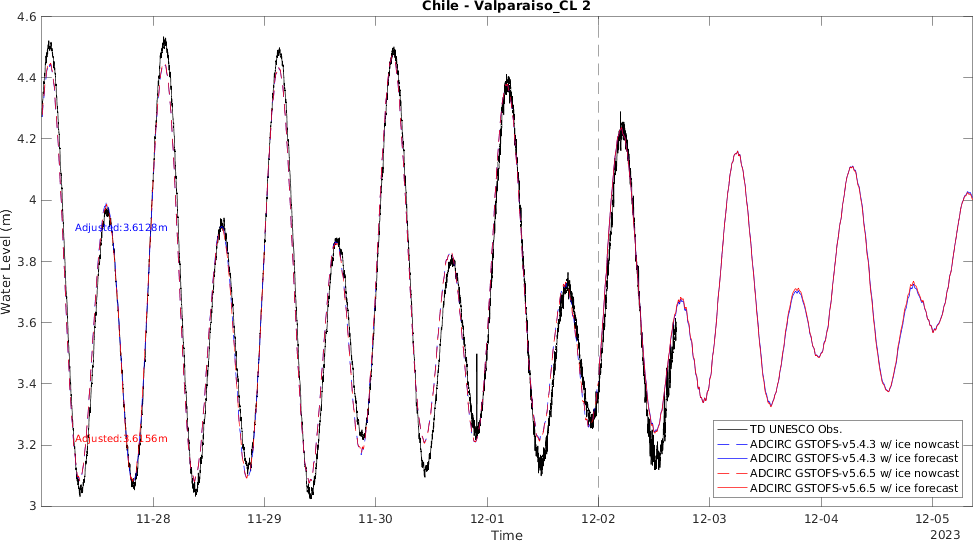 Chile - Valparaiso_CL 2
4.6
4.4
4.2
4
3.8
3.6
3.4
3.2
3
Water Level (m)
Adjusted:3.6128m
Adjusted:3.6156m
TD UNESCO Obs.
ADCIRC GSTOFS-v5.4.3 w/ ice nowcast
ADCIRC GSTOFS-v5.4.3 w/ ice forecast
ADCIRC GSTOFS-v5.6.5 w/ ice nowcast
ADCIRC GSTOFS-v5.6.5 w/ ice forecast
11-28 11-29 11-30 12-01 12-02 12-03 12-04 12-05
Time
2023